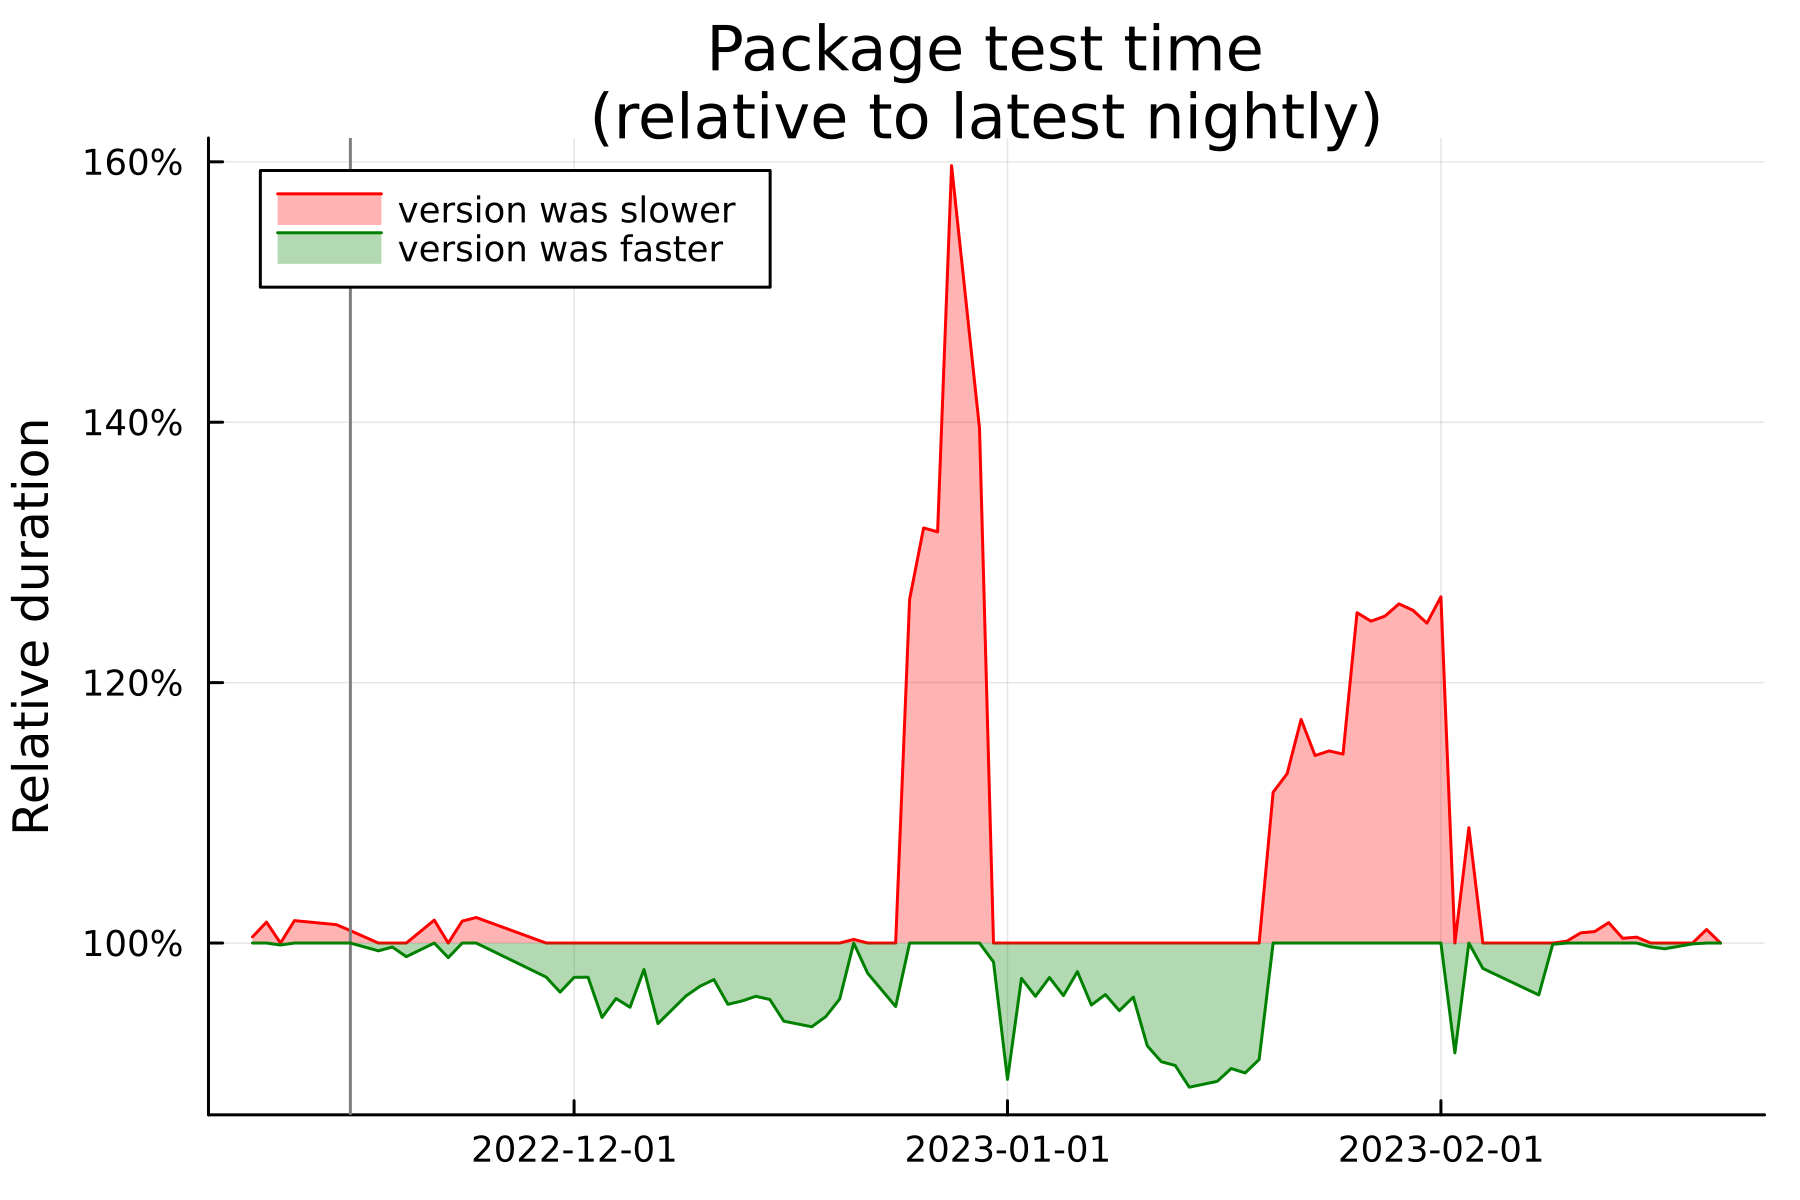 Package test time
(relative to latest nightly)
160%
version was slower
version was faster
140%
Relative duration
120%
100%
2022-12-01
2023-01-01
2023-02-01